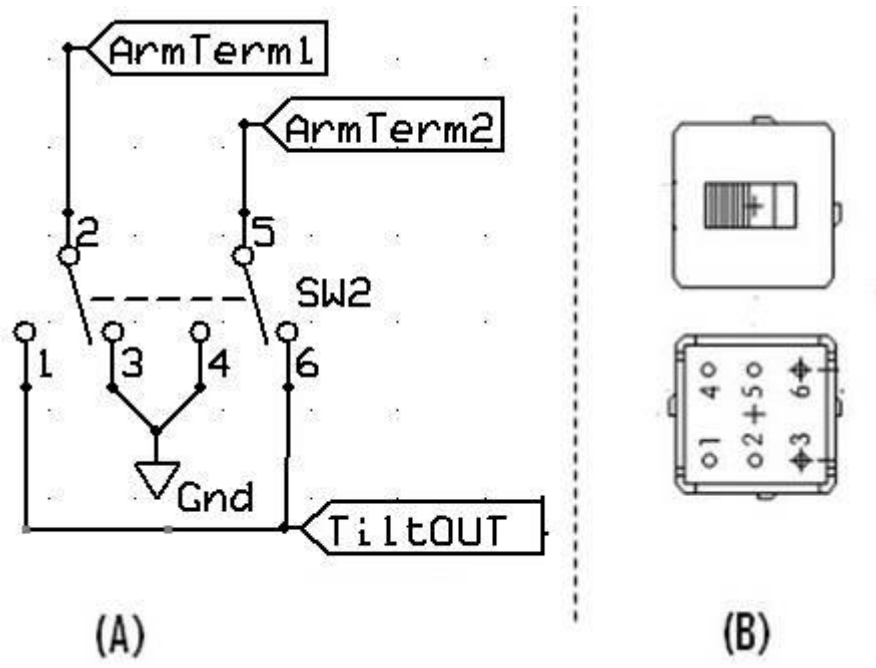 ArmTerm1
ArmTerm2
2 5
SW2
1 3 4 6
Gnd
TiltOUT
(A)
4 5 6
1 2 3
(B)